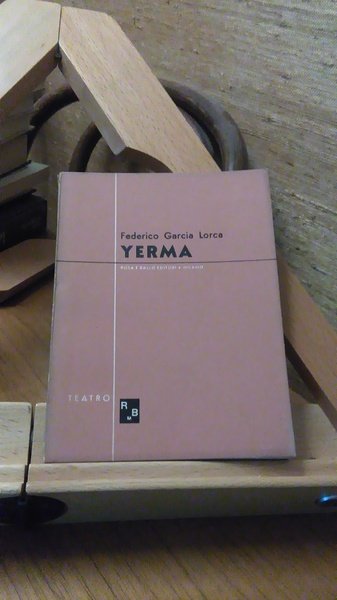 Federico Garcia Lorca
YERMA
ROSA E BALLO EDITORI A MILANO
TEATRO
R B
M